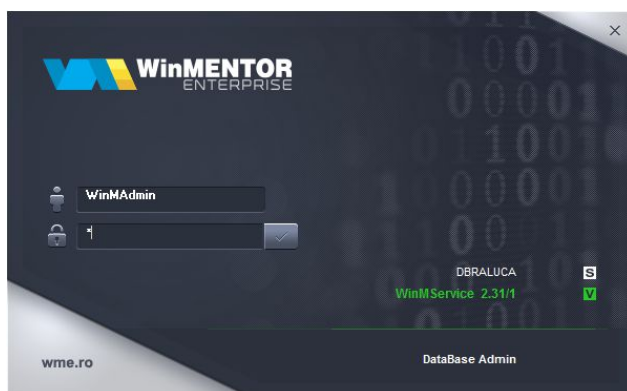 WinMENTOR
ENTERPRISE
WinMAdmin
*
DBRALUCA S
WinMService 2.31/1 V
wme.ro
DataBase Admin